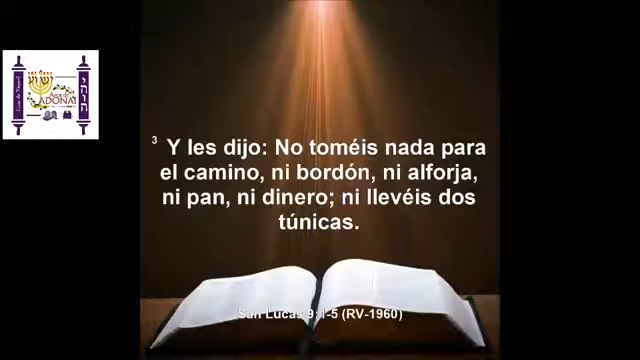 3 Y les dijo: No toméis nada para
el camino, ni bordón, ni alforja,
ni pan, ni dinero; ni llevéis dos
túnicas.
San Lucas 9:1-5 (RV-1960)
ADONAI